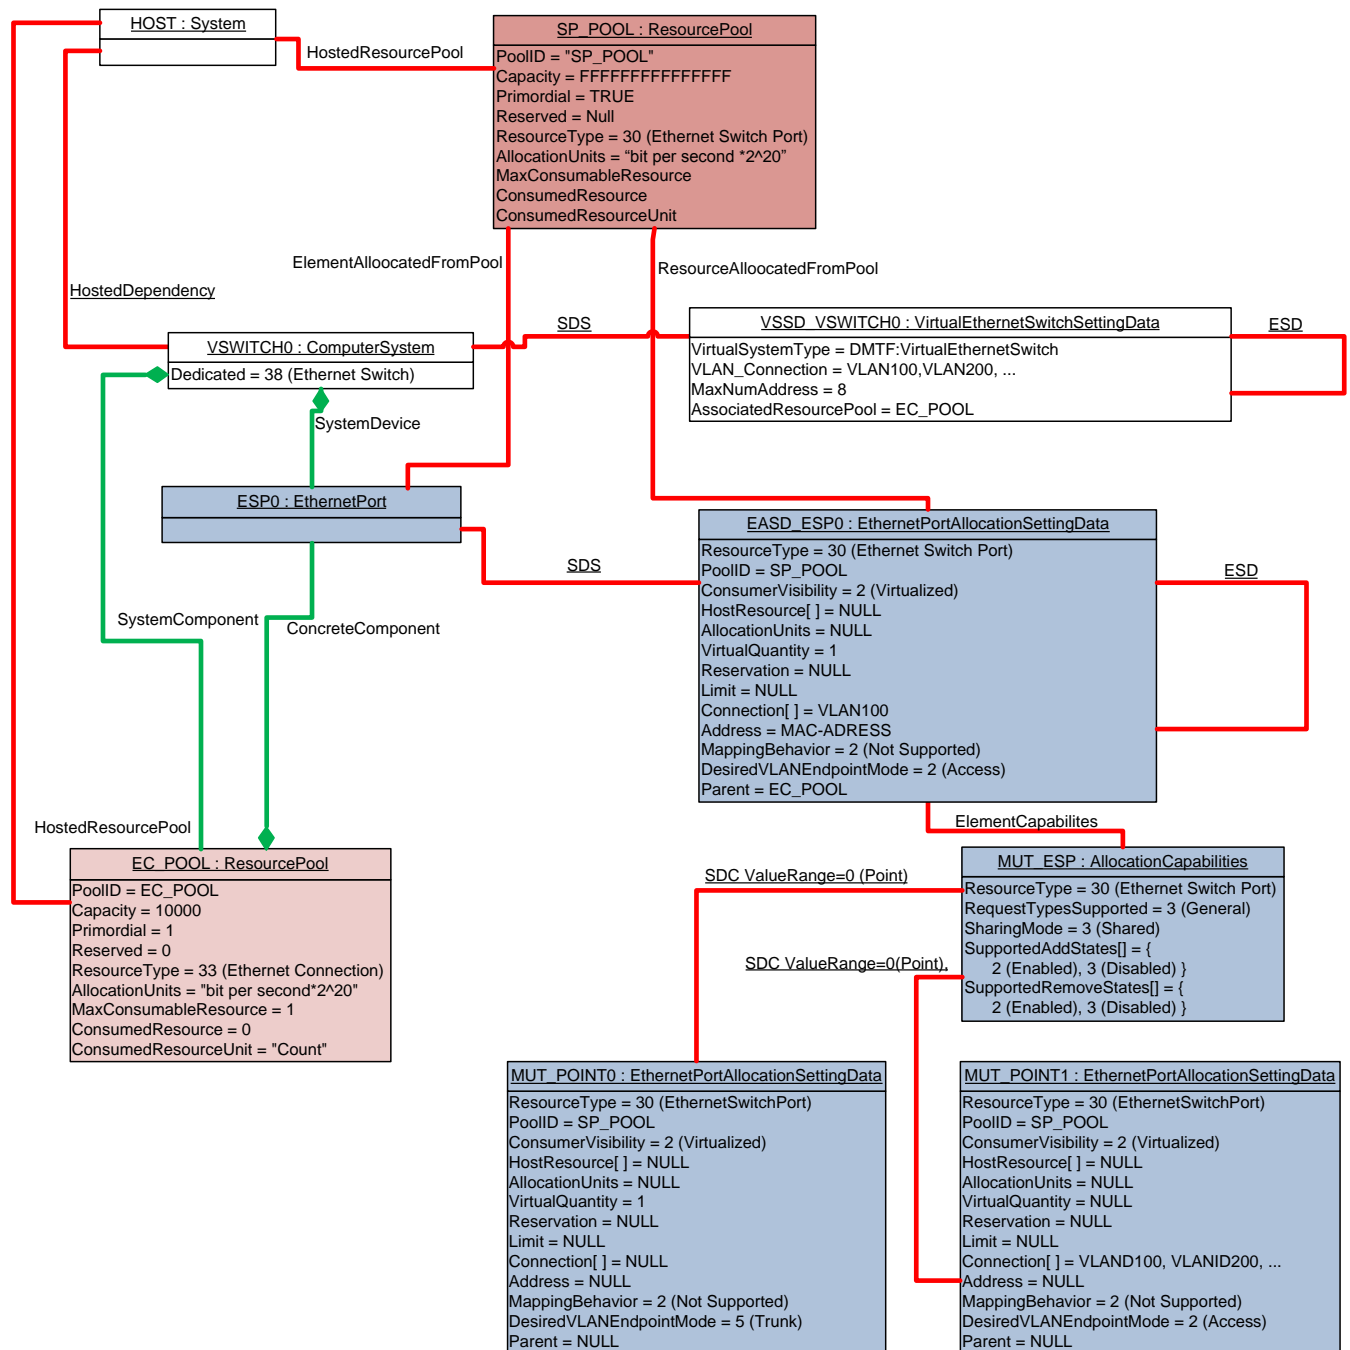 HOST : System
SP_POOL : ResourcePool
HostedResourcePool
PoolID = "SP_POOL"
Capacity = FFFFFFFFFFFFFFF
Primordial = TRUE
Reserved = Null
ResourceType = 30 (Ethernet Switch Port)
AllocationUnits = “bit per second *2^20”
MaxConsumableResource
ConsumedResource
ConsumedResourceUnit
ElementAlloocatedFromPool
ResourceAlloocatedFromPool
HostedDependency
SDS
VSWITCH0 : ComputerSystem
Dedicated = 38 (Ethernet Switch)
VSSD_VSWITCH0 : VirtualEthernetSwitchSettingData
VirtualSystemType = DMTF:VirtualEthernetSwitch
VLAN_Connection = VLAN100,VLAN200, ...
MaxNumAddress = 8
AssociatedResourcePool = EC_POOL
ESD
SystemDevice
ESP0 : EthernetPort
SDS
EASD_ESP0 : EthernetPortAllocationSettingData
ResourceType = 30 (Ethernet Switch Port)
PoolID = SP_POOL
ConsumerVisibility = 2 (Virtualized)
HostResource[ ] = NULL
AllocationUnits = NULL
VirtualQuantity = 1
Reservation = NULL
Limit = NULL
Connection[ ] = VLAN100
Address = MAC-ADRESS
MappingBehavior = 2 (Not Supported)
DesiredVLANEndpointMode = 2 (Access)
Parent = EC_POOL
ESD
SystemComponent
ConcreteComponent
HostedResourcePool
EC_POOL : ResourcePool
PoolID = EC_POOL
Capacity = 10000
Primordial = 1
Reserved = 0
ResourceType = 33 (Ethernet Connection)
AllocationUnits = "bit per second*2^20"
MaxConsumableResource = 1
ConsumedResource = 0
ConsumedResourceUnit = "Count"
ElementCapabilites
MUT_ESP : AllocationCapabilities
ResourceType = 30 (Ethernet Switch Port)
RequestTypesSupported = 3 (General)
SharingMode = 3 (Shared)
SupportedAddStates[] = {
2 (Enabled), 3 (Disabled) }
SupportedRemoveStates[] = {
2 (Enabled), 3 (Disabled) }
SDC ValueRange=0 (Point)
SDC ValueRange=0(Point),
MUT_POINT0 : EthernetPortAllocationSettingData
ResourceType = 30 (EthernetSwitchPort)
PoolID = SP_POOL
ConsumerVisibility = 2 (Virtualized)
HostResource[ ] = NULL
AllocationUnits = NULL
VirtualQuantity = 1
Reservation = NULL
Limit = NULL
Connection[ ] = NULL
Address = NULL
MappingBehavior = 2 (Not Supported)
DesiredVLANEndpointMode = 5 (Trunk)
Parent = NULL
MUT_POINT1 : EthernetPortAllocationSettingData
ResourceType = 30 (EthernetSwitchPort)
PoolID = SP_POOL
ConsumerVisibility = 2 (Virtualized)
HostResource[ ] = NULL
AllocationUnits = NULL
VirtualQuantity = NULL
Reservation = NULL
Limit = NULL
Connection[ ] = VLAND100, VLANID200, ...
Address = NULL
MappingBehavior = 2 (Not Supported)
DesiredVLANEndpointMode = 2 (Access)
Parent = NULL